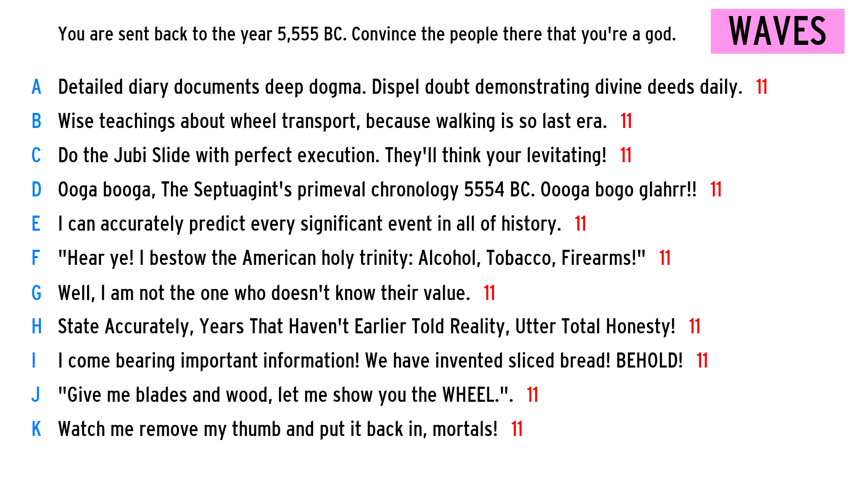 You are sent back to the year 5,555 BC. Convince the people there that you're a god.
WAVES
A Detailed diary documents deep dogma. Dispel doubt demonstrating divine deeds daily. 11
B Wise teachings about wheel transport, because walking is so last era. 11
C Do the Jubi Slide with perfect execution. They'll think your levitating! 11
D Ooga booga, The Septuagint's primeval chronology 5554 BC. Oooga bogo glahrr!! 11
E I can accurately predict every significant event in all of history. 11
F "Hear ye! I bestow the American holy trinity: Alcohol, Tobacco, Firearms!" 11
G Well, I am not the one who doesn't know their value. 11
H State Accurately, Years That Haven't Earlier Told Reality, Utter Total Honesty! 11
I I come bearing important information! We have invented sliced bread! BEHOLD! 11
J "Give me blades and wood, let me show you the WHEEL.". 11
K Watch me remove my thumb and put it back in, mortals! 11